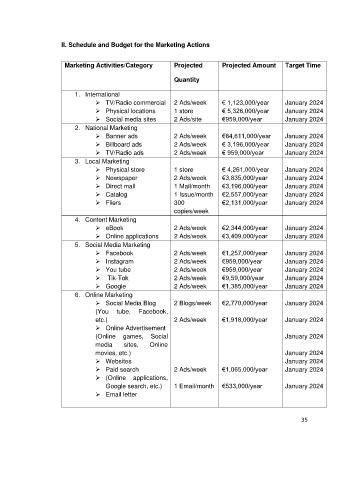 II. Schedule and Budget for the Marketing Actions
Marketing Activities/Category Projected Quantity Projected Amount Target Time
1. International
➢ TV/Radio commercial 2 Ads/week € 1,123,000/year January 2024
➢ Physical locations 1 store € 5,326,000/year January 2024
➢ Social media sites 2 Ads/site €959,000/year January 2024
2. National Marketing
➢ Banner ads 2 Ads/week €64,611,000/year January 2024
➢ Billboard ads 2 Ads/week € 3,196,000/year January 2024
➢ TV/Radio ads 2 Ads/week € 959,000/year January 2024
3. Local Marketing
➢ Physical store 1 store € 4,261,000/year January 2024
➢ Newspaper 2 Ads/week €3,835,000/year January 2024
➢ Direct mail 1 Mail/month €3,196,000/year January 2024
➢ Catalog 1 Issue/month €2,557,000/year January 2024
➢ Fliers 300 €2,131,000/year January 2024
copies/week
4. Content Marketing
➢ eBook 2 Ads/week €2,344,000/year January 2024
➢ Online applications 2 Ads/week €3,409,000/year January 2024
5. Social Media Marketing
➢ Facebook 2 Ads/week €1,257,000/year January 2024
➢ Instagram 2 Ads/week €959,000/year January 2024
➢ You tube 2 Ads/week €959,000/year January 2024
➢ Tik-Tok 2 Ads/week €9,59,000/year January 2024
➢ Google 2 Ads/week €1,385,000/year January 2024
6. Online Marketing
➢ Social Media Blog 2 Blogs/week €2,770,000/year January 2024
(You tube, Facebook,
etc.) 2 Ads/week €1,918,000/year January 2024
➢ Online Advertisement
(Online games, Social January 2024
media sites, Online
movies, etc.) January 2024
➢ Websites January 2024
➢ Paid search 2 Ads/week €1,065,000/year January 2024
➢ (Online applications,
Google search, etc.) 1 Email/month €533,000/year January 2024
➢ Email letter
35